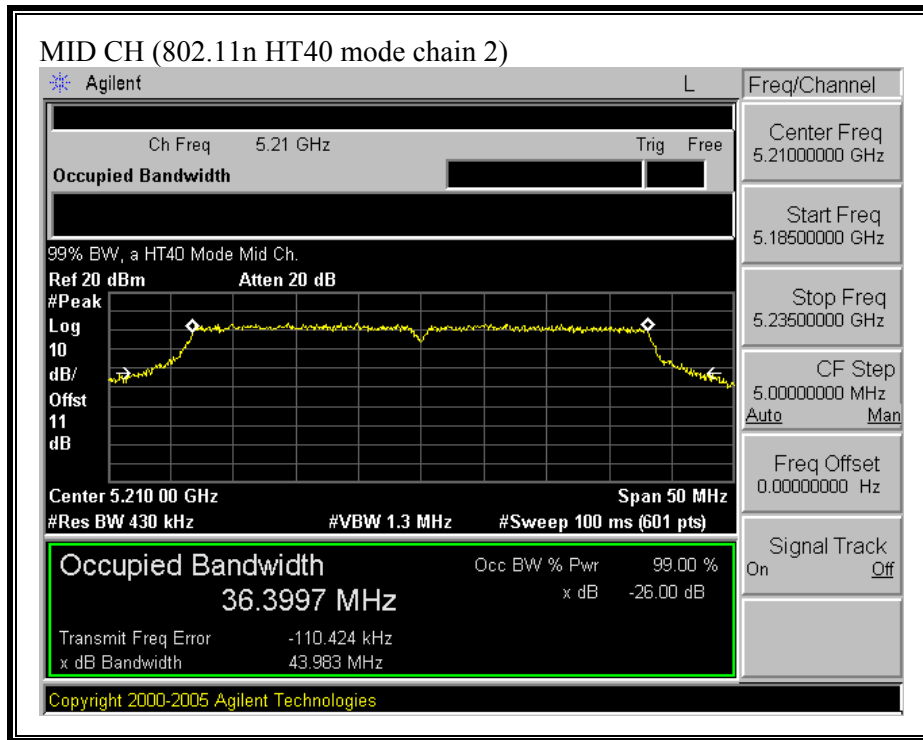 MID CH (802.11n HT40 mode chain 2)
Agilent L Freq/Channel
Ch Freq 5.21 GHz Trig Free
Occupied Bandwidth
Center Freq
5.21000000 GHz
Start Freq
5.18500000 GHz
99% BW, a HT40 Mode Mid Ch.
Ref 20 dBm Atten 20 dB
#Peak
Log
10
dB/
Offst
11
dB
Stop Freq
5.23500000 GHz
CF Step
5.00000000 MHz
Auto Man
Freq Offset
0.00000000 Hz
Center 5.210 00 GHz Span 50 MHz
#Res BW 430 kHz #VBW 1.3 MHz #Sweep 100 ms (601 pts)
Signal Track
On Off
Occupied Bandwidth
36.3997 MHz
Occ BW % Pwr 99.00 %
x dB -26.00 dB
Transmit Freq Error -110.424 kHz
x dB Bandwidth 43.983 MHz
Copyright 2000-2005 Agilent Technologies